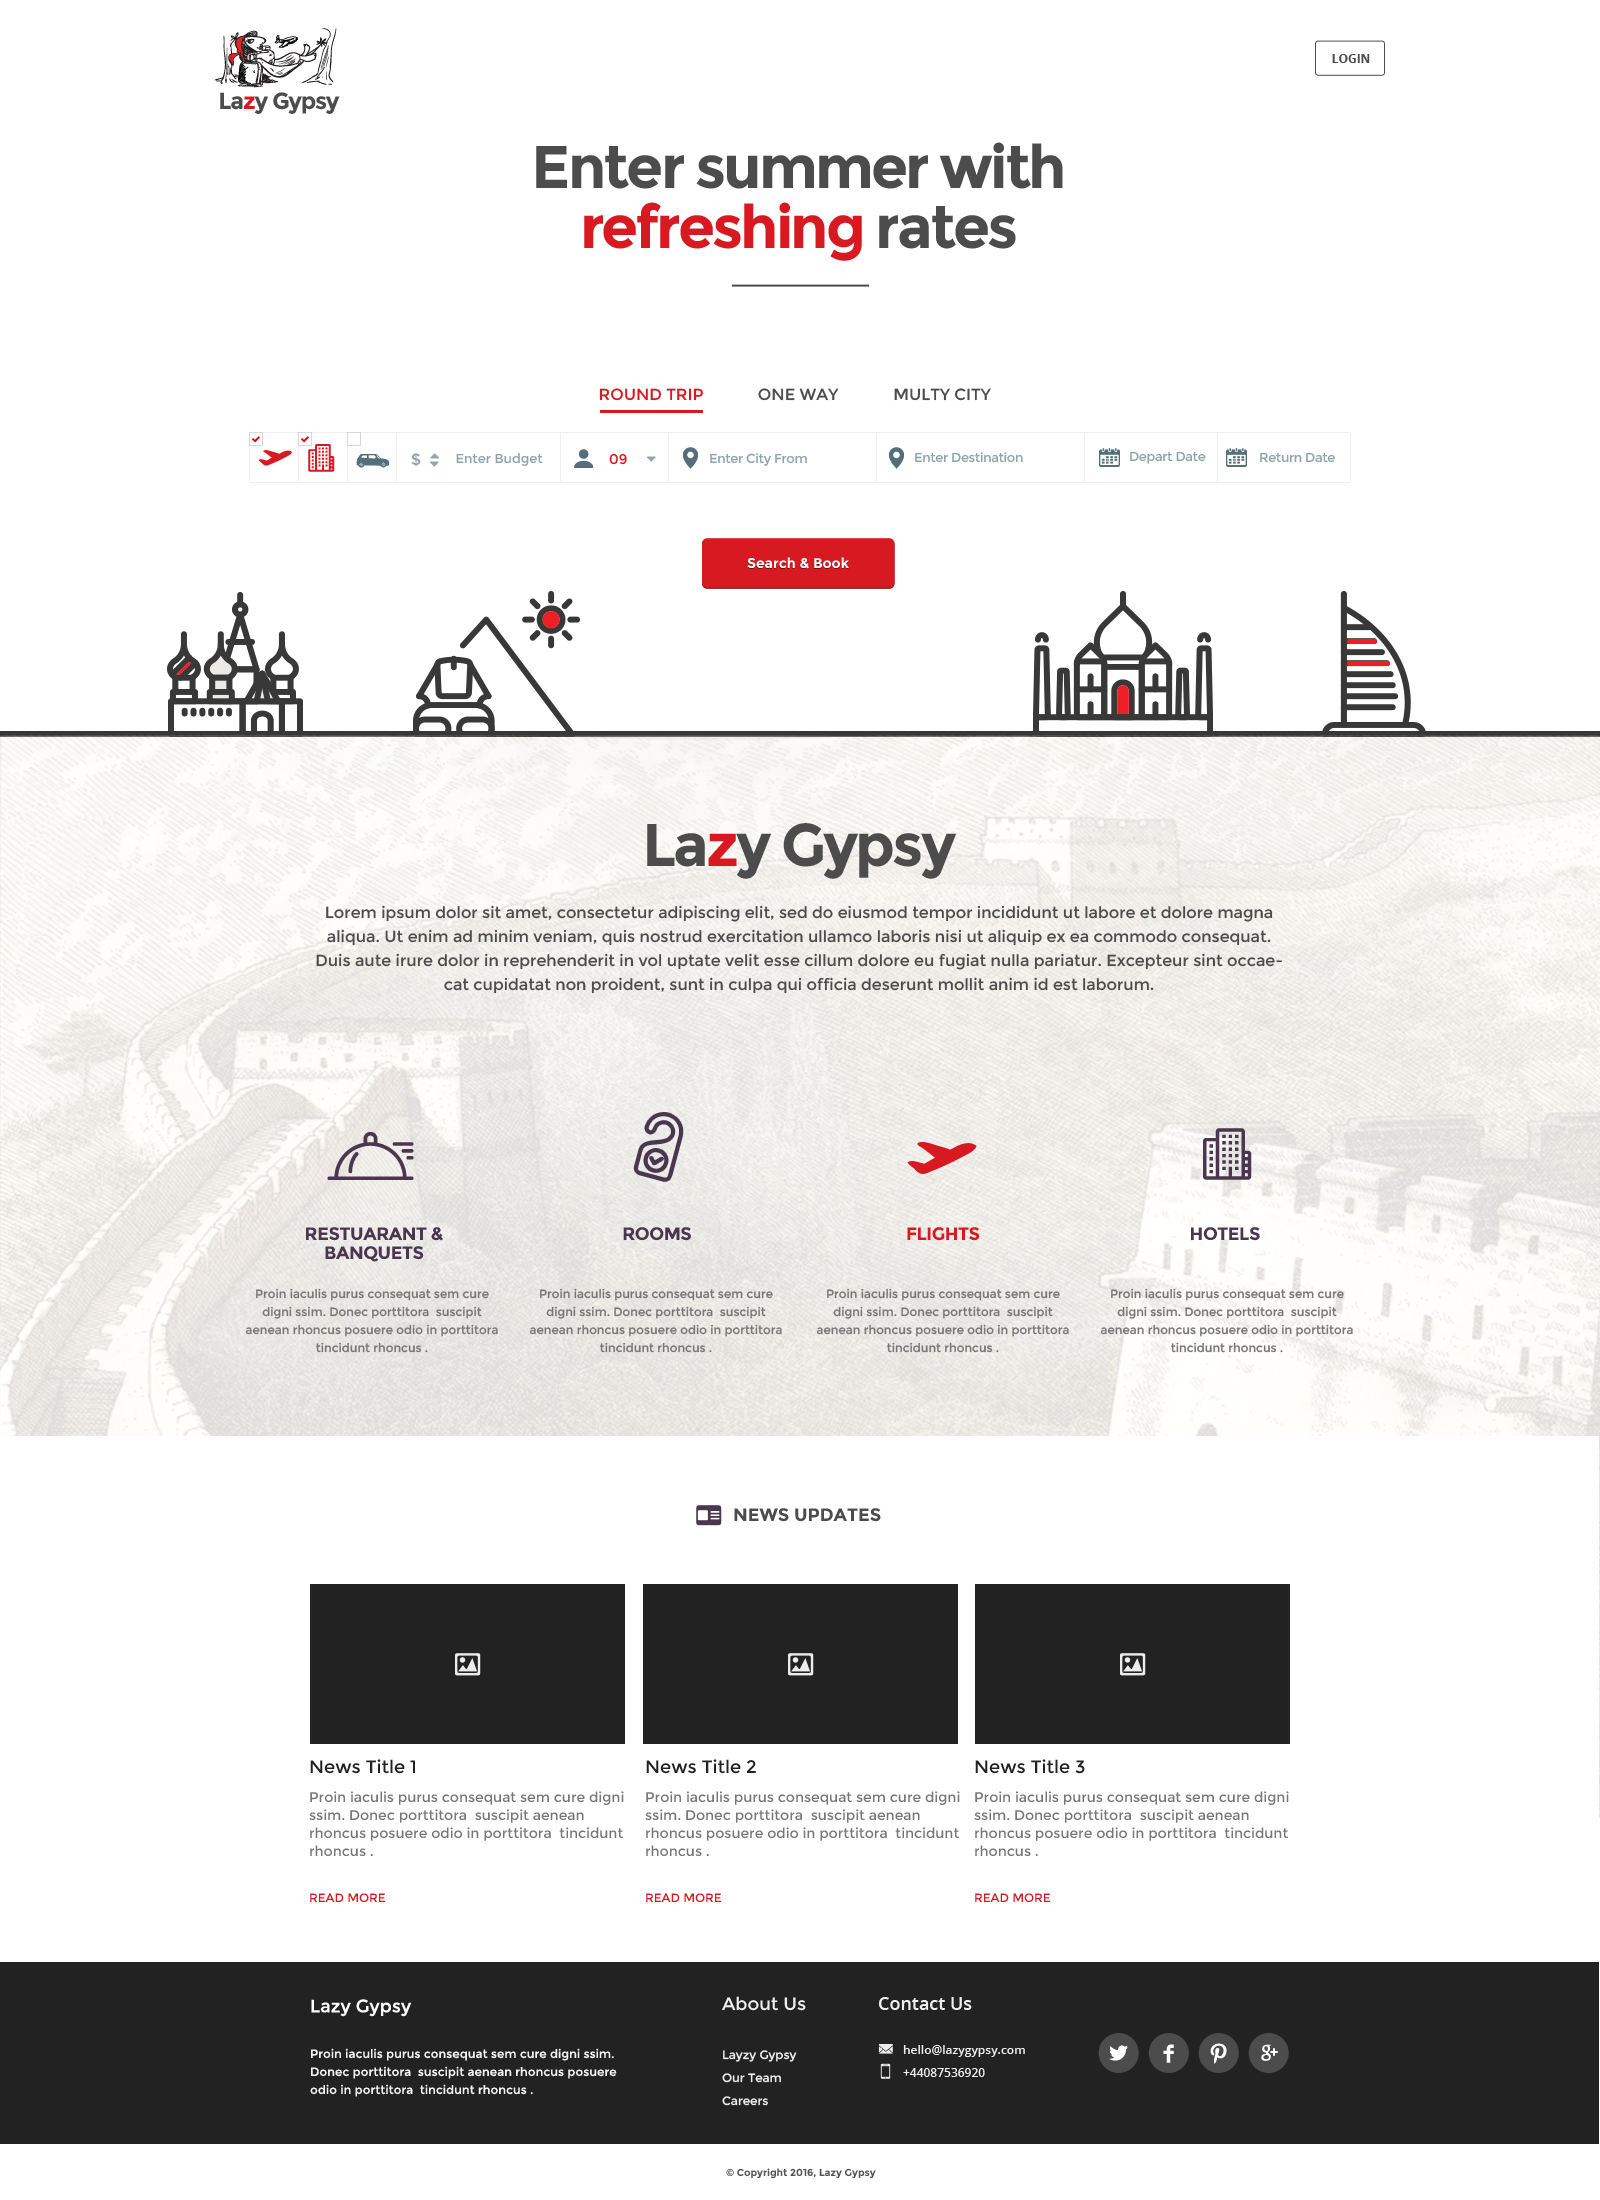 Lazy Gypsy
LOGIN
Enter summer with
refreshing rates
ROUND TRIP
ONE WAY
MULTY CITY
$
Enter Budget
09
Enter City From
Enter Destination
Depart Date
Return Date
Search & Book
Lazy Gypsy
Lorem ipsum dolor sit amet, consectetur adipiscing elit, sed do eiusmod tempor incididunt ut labore et dolore magna
aliqua. Ut enim ad minim veniam, quis nostrud exercitation ullamco laboris nisi ut aliquip ex ea commodo consequat.
Duis aute irure dolor in reprehenderit in vol uptate velit esse cillum dolore eu fugiat nulla pariatur. Excepteur sint occae-
cat cupidatat non proident, sunt in culpa qui officia deserunt mollit anim id est laborum.
RESTUARANT &
BANQUETS
Proin iaculis purus consequat sem cure
digni ssim. Donec porttitora suscipit
aenean rhoncus posuere odio in porttitora
tincidunt rhoncus .
ROOMS
Proin iaculis purus consequat sem cure
digni ssim. Donec porttitora suscipit
aenean rhoncus posuere odio in porttitora
tincidunt rhoncus .
FLIGHTS
Proin iaculis purus consequat sem cure
digni ssim. Donec porttitora suscipit
aenean rhoncus posuere odio in porttitora
tincidunt rhoncus .
HOTELS
Proin iaculis purus consequat sem cure
digni ssim. Donec porttitora suscipit
aenean rhoncus posuere odio in porttitora
tincidunt rhoncus .
NEWS UPDATES
News Title 1
Proin iaculis purus consequat sem cure digni
ssim. Donec porttitora suscipit aenean
rhoncus posuere odio in porttitora tincidunt
rhoncus .
READ MORE
News Title 2
Proin iaculis purus consequat sem cure digni
ssim. Donec porttitora suscipit aenean
rhoncus posuere odio in porttitora tincidunt
rhoncus .
READ MORE
News Title 3
Proin iaculis purus consequat sem cure digni
ssim. Donec porttitora suscipit aenean
rhoncus posuere odio in porttitora tincidunt
rhoncus .
READ MORE
Lazy Gypsy
Proin iaculis purus consequat sem cure digni ssim.
Donec porttitora suscipit aenean rhoncus posuere
odio in porttitora tincidunt rhoncus .
About Us
Layzy Gypsy
Our Team
Careers
Contact Us
hello@lazygypsy.com
+44087536920
© Copyright 2016, Lazy Gypsy